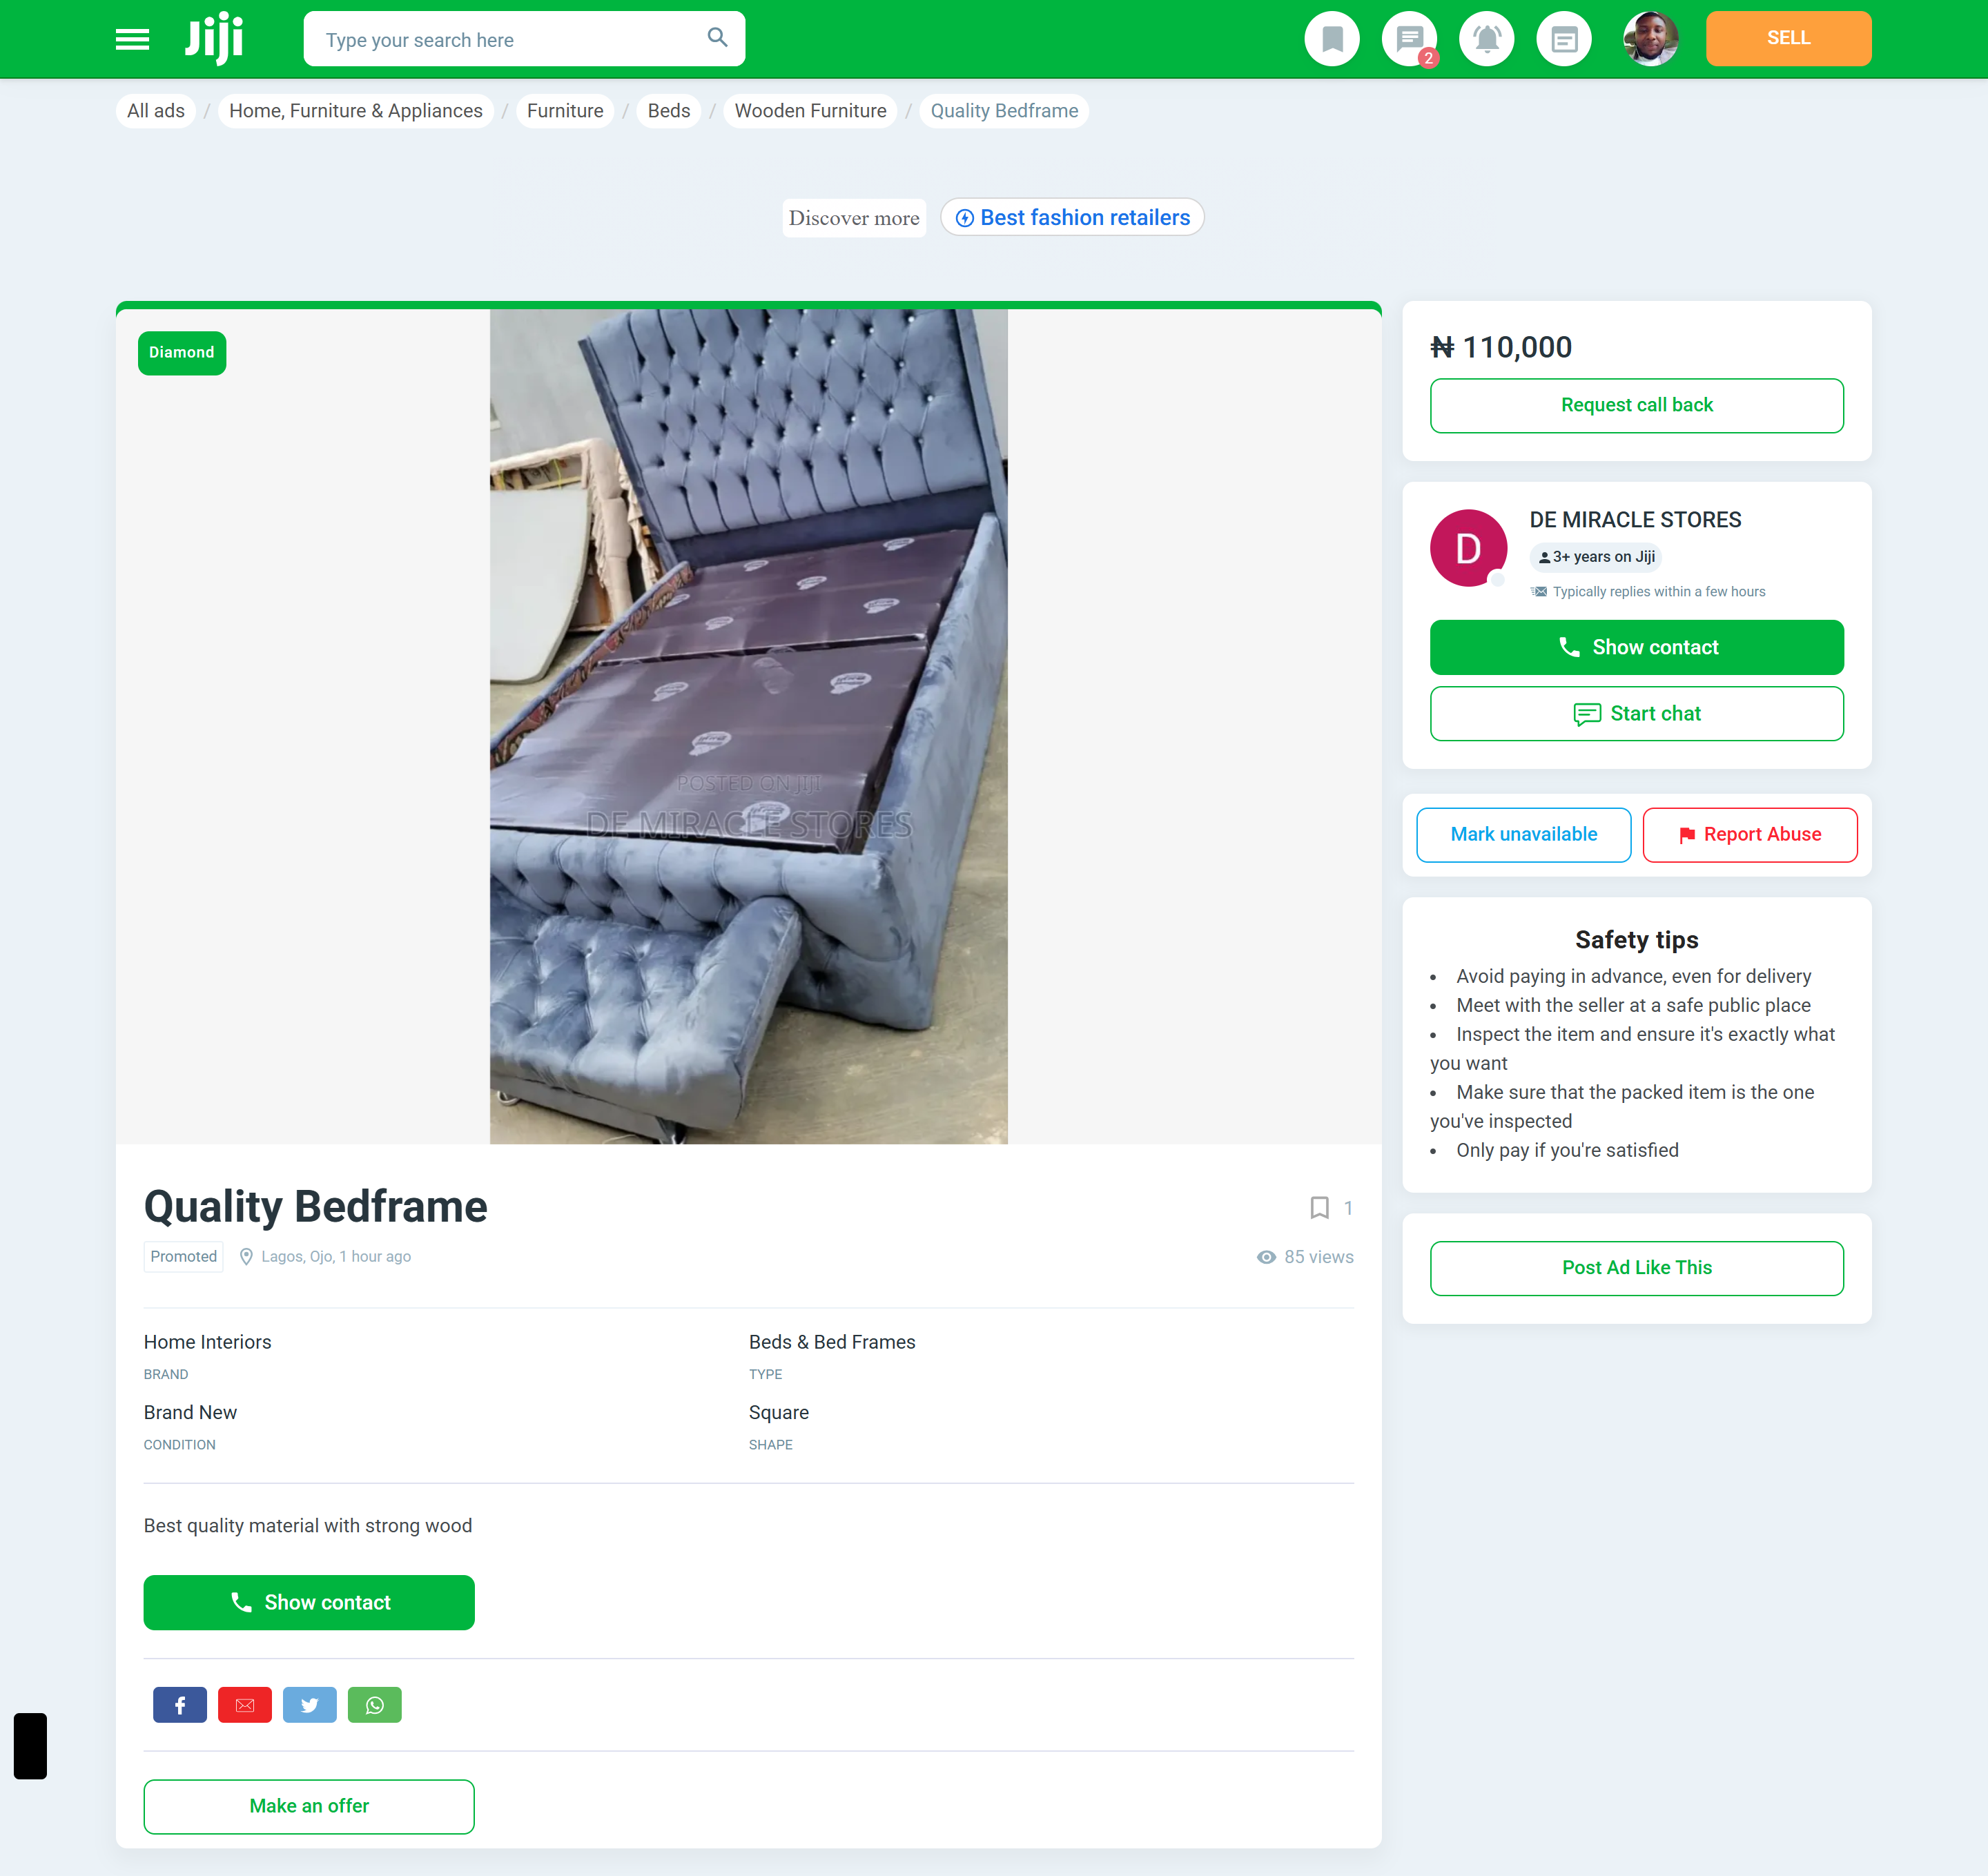 Jiji
Type your search here
2
SELL
All ads / Home, Furniture & Appliances / Furniture / Beds / Wooden Furniture / Quality Bedframe
Discover more
Best fashion retailers
Diamond
POSTED ON JIJI
DE MIRACLE STORES
₦ 110,000
Request call back
D
DE MIRACLE STORES
3+ years on Jiji
Typically replies within a few hours
Show contact
Start chat
Mark unavailable
Report Abuse
Safety tips
• Avoid paying in advance, even for delivery
• Meet with the seller at a safe public place
• Inspect the item and ensure it's exactly what
you want
• Make sure that the packed item is the one
you've inspected
• Only pay if you're satisfied
Post Ad Like This
Quality Bedframe
1
Promoted
Lagos, Ojo, 1 hour ago
85 views
Home Interiors
BRAND
Beds & Bed Frames
TYPE
Brand New
CONDITION
Square
SHAPE
Best quality material with strong wood
Show contact
Make an offer